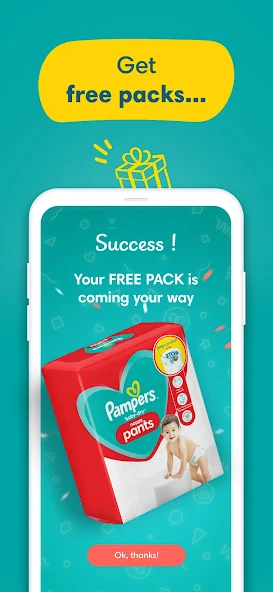 Get
free packs...
Success !
Your FREE PACK is
coming your way
Pampers
baby-dry
nappy
pants
Ok, thanks!